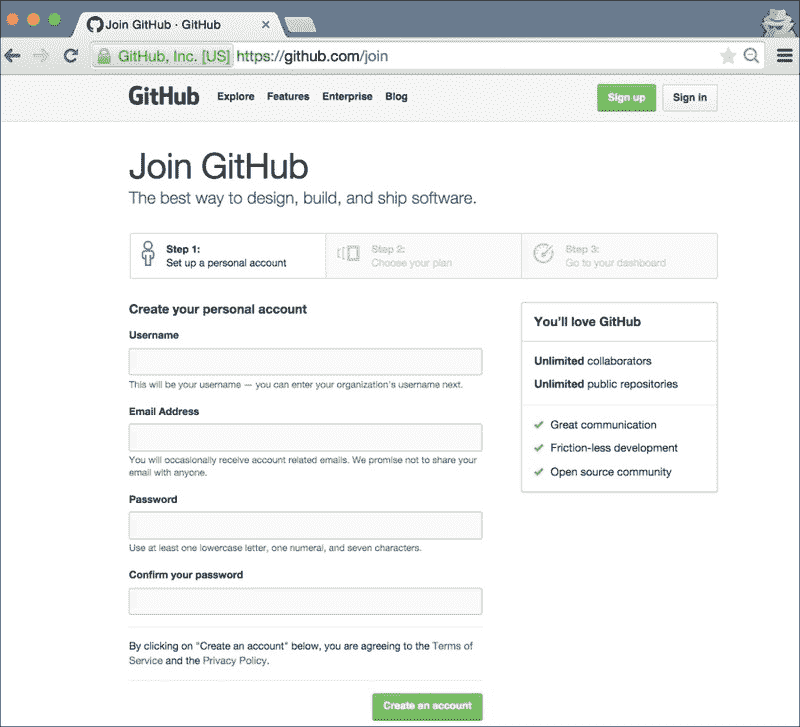 Join GitHub · GitHub
GitHub, Inc. [US] https://github.com/join
GitHub Explore Features Enterprise Blog Sign up Sign in
Join GitHub
The best way to design, build, and ship software.
Step 1:
Set up a personal account
Step 2:
Choose your plan
Step 3:
Go to your dashboard
Create your personal account
Username
This will be your username — you can enter your organization's username next.
Email Address
You will occasionally receive account related emails. We promise not to share your
email with anyone.
Password
Use at least one lowercase letter, one numeral, and seven characters.
Confirm your password
By clicking on "Create an account" below, you are agreeing to the Terms of
Service and the Privacy Policy.
Create an account
You'll love GitHub
Unlimited collaborators
Unlimited public repositories
Great communication
Friction-less development
Open source community